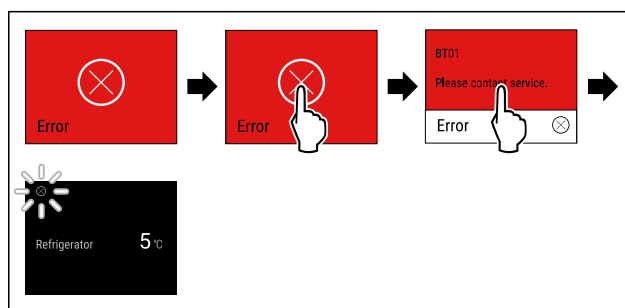 Error
Error
BT01
Please contact service.
Error
Refrigerator 5 °C